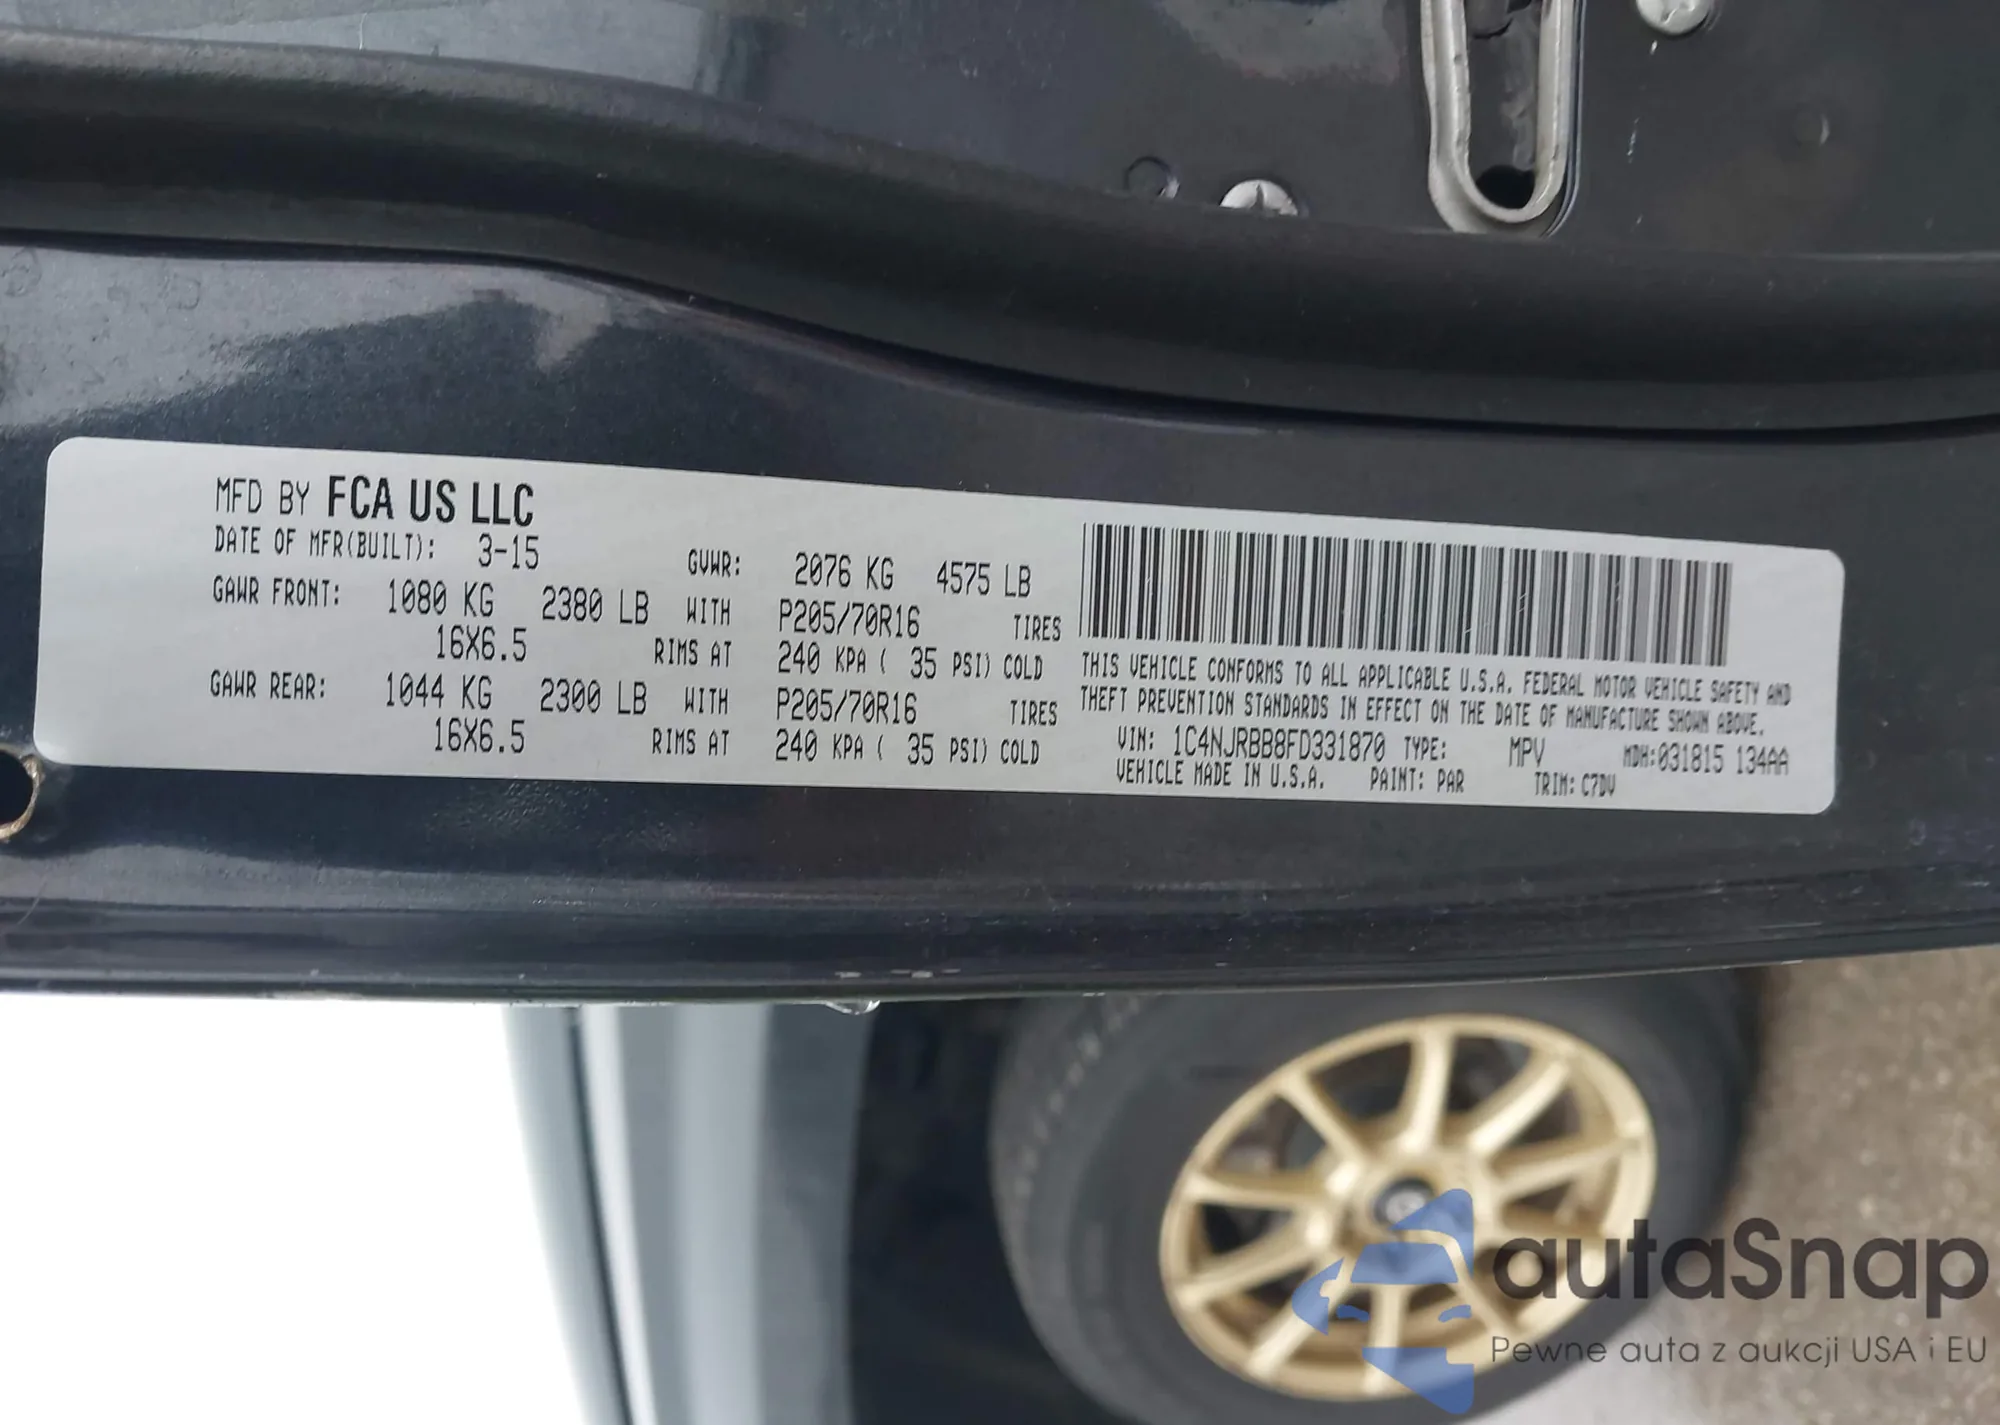 MFD BY FCA US LLC
DATE OF MFR(BUILT): 3-15 GVWR: 2076 KG 4575 LB
GAWR FRONT: 1080 KG 2380 LB WITH P205/70R16 TIRES
16X6.5 RIMS AT 240 KPA ( 35 PSI) COLD
GAWR REAR: 1044 KG 2300 LB WITH P205/70R16 TIRES
16X6.5 RIMS AT 240 KPA ( 35 PSI) COLD
THIS VEHICLE CONFORMS TO ALL APPLICABLE U.S.A. FEDERAL MOTOR VEHICLE SAFETY AND
THEFT PREVENTION STANDARDS IN EFFECT ON THE DATE OF MANUFACTURE SHOWN ABOVE.
VIN: 1C4NJRBB8FD331870 TYPE: MPV MDH:031815 134AA
VEHICLE MADE IN U.S.A. PAINT: PAR TRIM: C7DV
autaSnap
Pewne auta z aukcji USA i EU